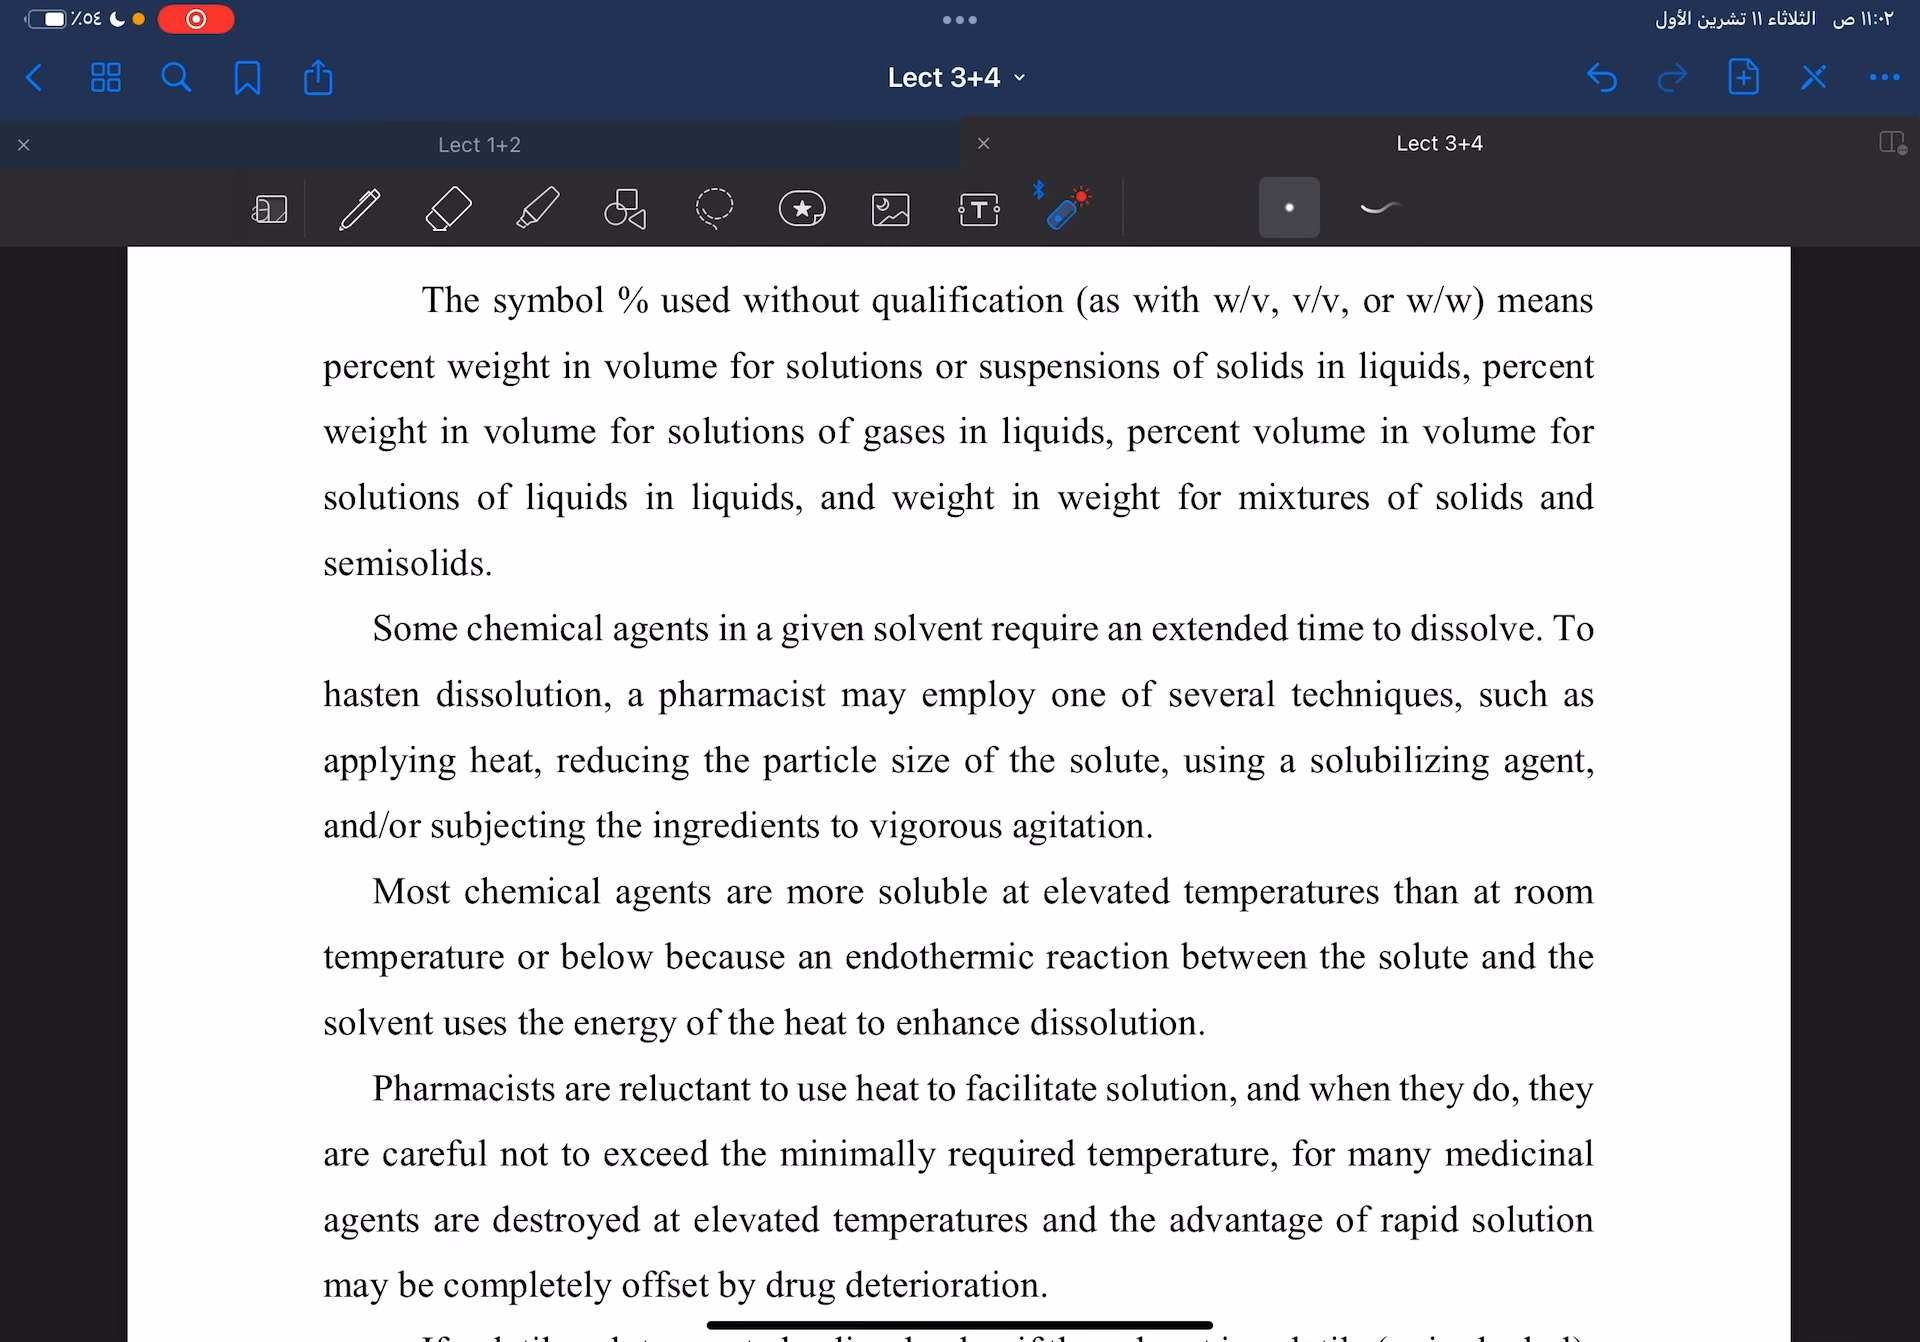 ٪٥٤
١١:٠٢ ص الثلاثاء ١١ تشرين الأول
Lect 3+4
Lect 1+2
Lect 3+4
The symbol % used without qualification (as with w/v, v/v, or w/w) means
percent weight in volume for solutions or suspensions of solids in liquids, percent
weight in volume for solutions of gases in liquids, percent volume in volume for
solutions of liquids in liquids, and weight in weight for mixtures of solids and
semisolids.
Some chemical agents in a given solvent require an extended time to dissolve. To
hasten dissolution, a pharmacist may employ one of several techniques, such as
applying heat, reducing the particle size of the solute, using a solubilizing agent,
and/or subjecting the ingredients to vigorous agitation.
Most chemical agents are more soluble at elevated temperatures than at room
temperature or below because an endothermic reaction between the solute and the
solvent uses the energy of the heat to enhance dissolution.
Pharmacists are reluctant to use heat to facilitate solution, and when they do, they
are careful not to exceed the minimally required temperature, for many medicinal
agents are destroyed at elevated temperatures and the advantage of rapid solution
may be completely offset by drug deterioration.